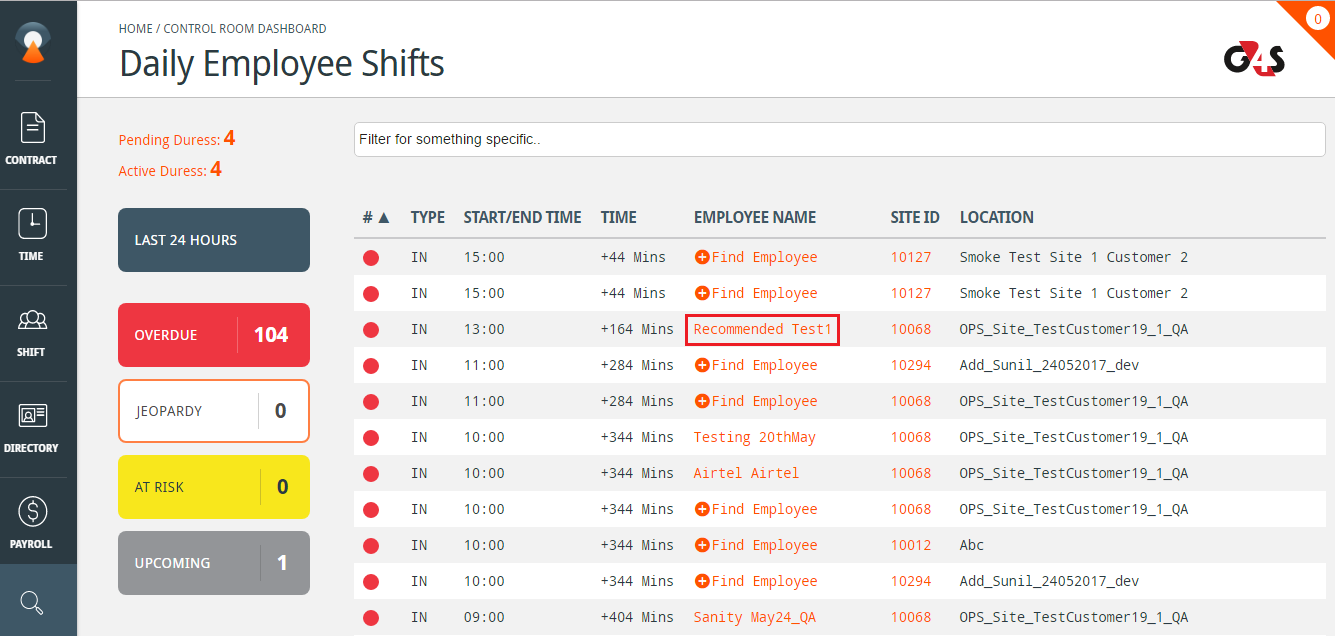 0
HOME / CONTROL ROOM DASHBOARD
Daily Employee Shifts
G4S
CONTRACT
TIME
SHIFT
DIRECTORY
PAYROLL
Pending Duress: 4
Active Duress: 4
LAST 24 HOURS
OVERDUE 104
JEOPARDY 0
AT RISK 0
UPCOMING 1
Filter for something specific..
# ▲ TYPE START/END TIME TIME EMPLOYEE NAME SITE ID LOCATION
IN 15:00 +44 Mins Find Employee 10127 Smoke Test Site 1 Customer 2
IN 15:00 +44 Mins Find Employee 10127 Smoke Test Site 1 Customer 2
IN 13:00 +164 Mins Recommended Test1 10068 OPS_Site_TestCustomer19_1_QA
IN 11:00 +284 Mins Find Employee 10294 Add_Sunil_24052017_dev
IN 11:00 +284 Mins Find Employee 10068 OPS_Site_TestCustomer19_1_QA
IN 10:00 +344 Mins Testing 20thMay 10068 OPS_Site_TestCustomer19_1_QA
IN 10:00 +344 Mins Airtel Airtel 10068 OPS_Site_TestCustomer19_1_QA
IN 10:00 +344 Mins Find Employee 10068 OPS_Site_TestCustomer19_1_QA
IN 10:00 +344 Mins Find Employee 10012 Abc
IN 10:00 +344 Mins Find Employee 10294 Add_Sunil_24052017_dev
IN 09:00 +404 Mins Sanity May24_QA 10068 OPS_Site_TestCustomer19_1_QA